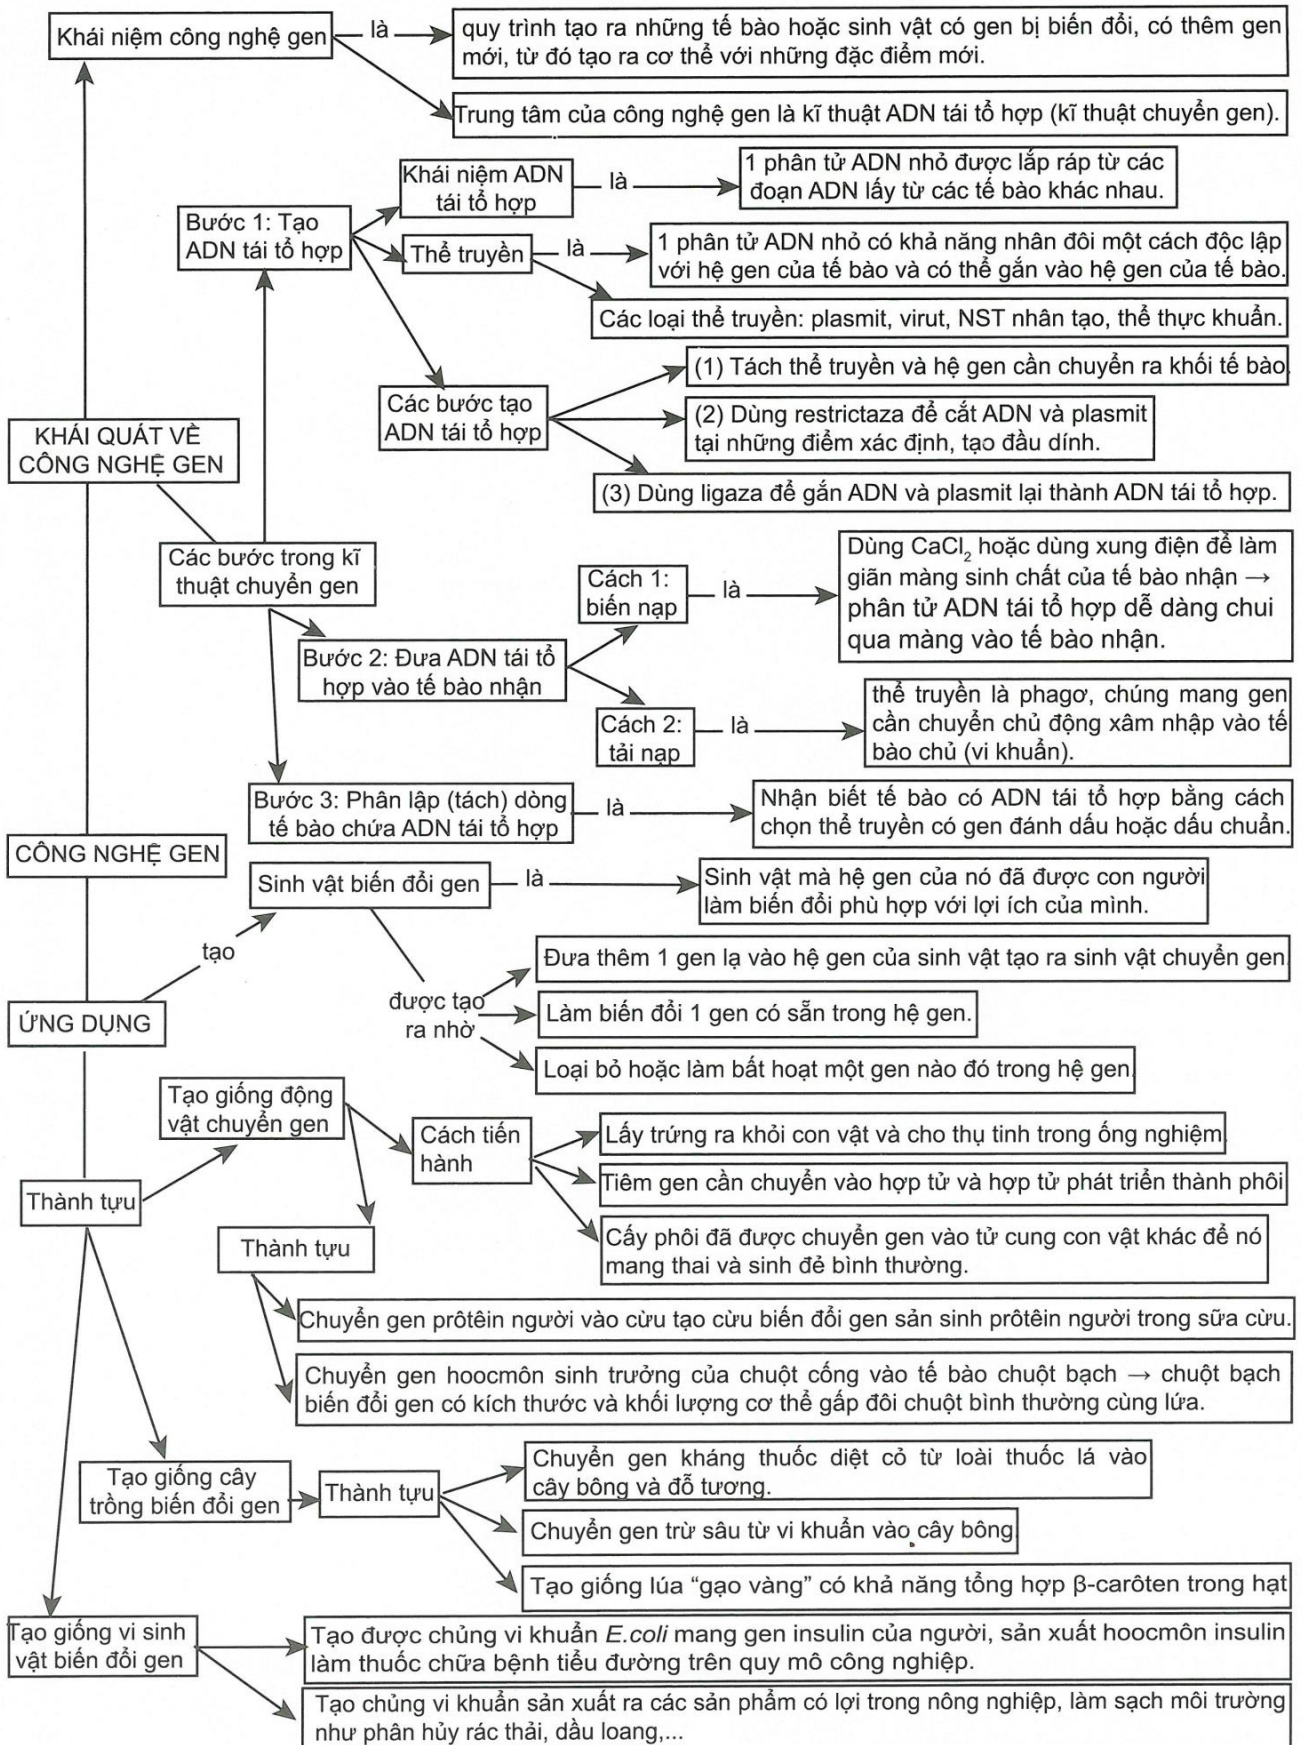 Khái niệm công nghệ gen
là
quy trình tạo ra những tế bào hoặc sinh vật có gen bị biến đổi, có thêm gen
mới, từ đó tạo ra cơ thể với những đặc điểm mới.
Trung tâm của công nghệ gen là kĩ thuật ADN tái tổ hợp (kĩ thuật chuyển gen).
Khái niệm ADN
tái tổ hợp
là
1 phân tử ADN nhỏ được lắp ráp từ các
đoạn ADN lấy từ các tế bào khác nhau.
Bước 1: Tạo
ADN tái tổ hợp
Thể truyền
là
1 phân tử ADN nhỏ có khả năng nhân đôi một cách độc lập
với hệ gen của tế bào và có thể gắn vào hệ gen của tế bào.
Các loại thể truyền: plasmit, virut, NST nhân tạo, thể thực khuẩn.
Các bước tạo
ADN tái tổ hợp
(1) Tách thể truyền và hệ gen cần chuyển ra khối tế bào.
(2) Dùng restrictaza để cắt ADN và plasmit
tại những điểm xác định, tạo đầu dính.
(3) Dùng ligaza để gắn ADN và plasmit lại thành ADN tái tổ hợp.
KHÁI QUÁT VỀ
CÔNG NGHỆ GEN
Các bước trong kĩ
thuật chuyển gen
Cách 1:
biến nạp
là
Dùng CaCl₂ hoặc dùng xung điện để làm
giãn màng sinh chất của tế bào nhận →
phân tử ADN tái tổ hợp dễ dàng chui
qua màng vào tế bào nhận.
Bước 2: Đưa ADN tái tổ
hợp vào tế bào nhận
Cách 2:
tải nạp
là
thể truyền là phagơ, chúng mang gen
cần chuyển chủ động xâm nhập vào tế
bào chủ (vi khuẩn).
Bước 3: Phân lập (tách) dòng
tế bào chứa ADN tái tổ hợp
là
Nhận biết tế bào có ADN tái tổ hợp bằng cách
chọn thể truyền có gen đánh dấu hoặc dấu chuẩn.
CÔNG NGHỆ GEN
Sinh vật biến đổi gen
là
Sinh vật mà hệ gen của nó đã được con người
làm biến đổi phù hợp với lợi ích của mình.
tạo
ỨNG DỤNG
được tạo
ra nhờ
Đưa thêm 1 gen lạ vào hệ gen của sinh vật tạo ra sinh vật chuyển gen.
Làm biến đổi 1 gen có sẵn trong hệ gen.
Loại bỏ hoặc làm bất hoạt một gen nào đó trong hệ gen.
Tạo giống động
vật chuyển gen
Cách tiến
hành
Lấy trứng ra khỏi con vật và cho thụ tinh trong ống nghiệm.
Tiêm gen cần chuyển vào hợp tử và hợp tử phát triển thành phôi
Cấy phôi đã được chuyển gen vào tử cung con vật khác để nó
mang thai và sinh đẻ bình thường.
Thành tựu
Thành tựu
Chuyển gen prôtêin người vào cừu tạo cừu biến đổi gen sản sinh prôtêin người trong sữa cừu.
Chuyển gen hoocmôn sinh trưởng của chuột cống vào tế bào chuột bạch → chuột bạch
biến đổi gen có kích thước và khối lượng cơ thể gấp đôi chuột bình thường cùng lứa.
Tạo giống cây
trồng biến đổi gen
Thành tựu
Chuyển gen kháng thuốc diệt cỏ từ loài thuốc lá vào
cây bông và đỗ tương.
Chuyển gen trừ sâu từ vi khuẩn vào cây bông.
Tạo giống lúa “gạo vàng” có khả năng tổng hợp β-carôten trong hạt
Tạo giống vi sinh
vật biến đổi gen
Tạo được chủng vi khuẩn E.coli mang gen insulin của người, sản xuất hoocmôn insulin
làm thuốc chữa bệnh tiểu đường trên quy mô công nghiệp.
Tạo chủng vi khuẩn sản xuất ra các sản phẩm có lợi trong nông nghiệp, làm sạch môi trường
như phân hủy rác thải, dầu loang,...